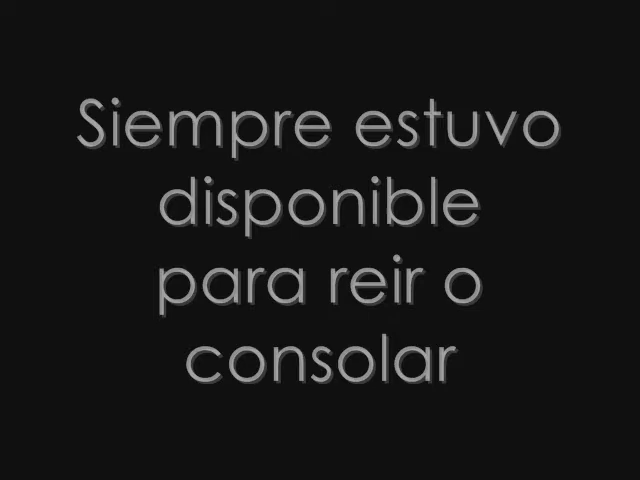 Siempre estuvo
disponible
para reir o
consolar